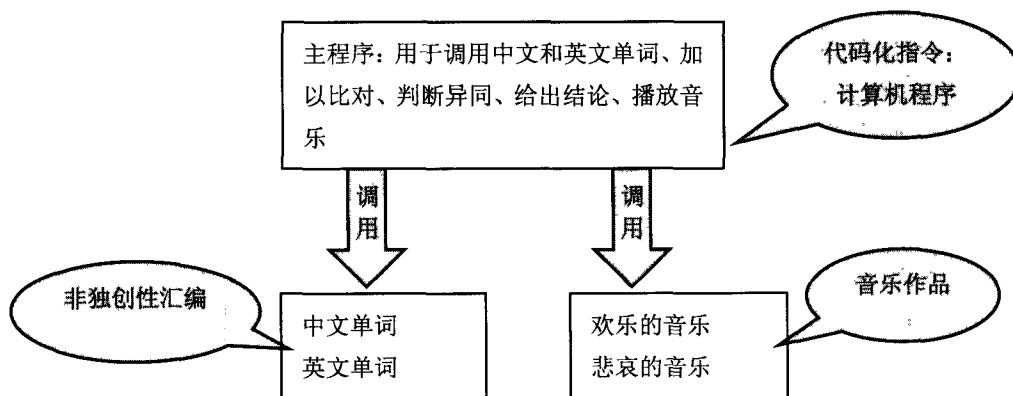 主程序：用于调用中文和英文单词、加
以比对、判断异同、给出结论、播放音
乐
代码化指令：
计算机程序
调
用
调
用
非独创性汇编
音乐作品
中文单词
英文单词
欢乐的音乐
悲哀的音乐